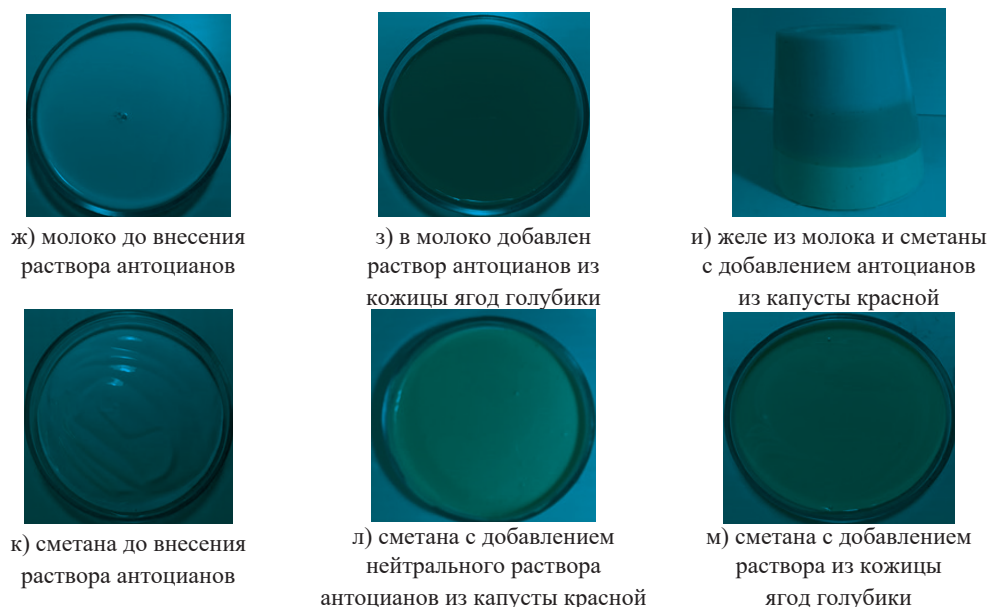 ж) молоко до внесения
раствора антоцианов
з) в молоко добавлен
раствор антоцианов из
кожицы ягод голубики
и) желе из молока и сметаны
с добавлением антоцианов
из капусты красной
к) сметана до внесения
раствора антоцианов
л) сметана с добавлением
нейтрального раствора
антоцианов из капусты красной
м) сметана с добавлением
раствора из кожицы
ягод голубики